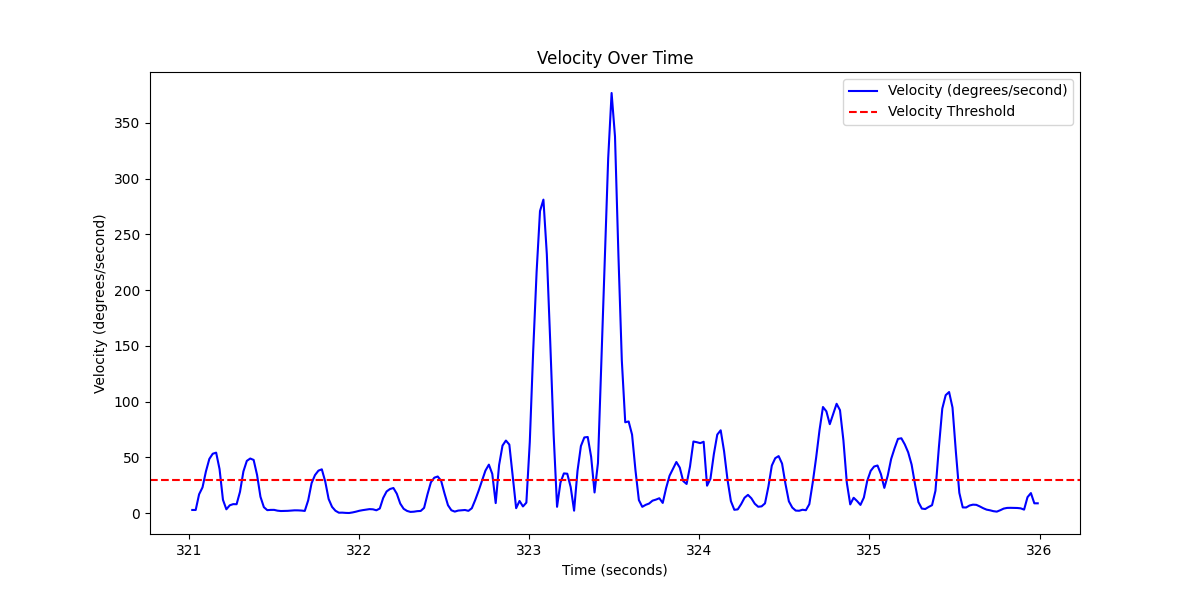 Velocity Over Time
Velocity (degrees/second)
Velocity Threshold
Velocity (degrees/second)
350
300
250
200
150
100
50
0
321 322 323 324 325 326
Time (seconds)